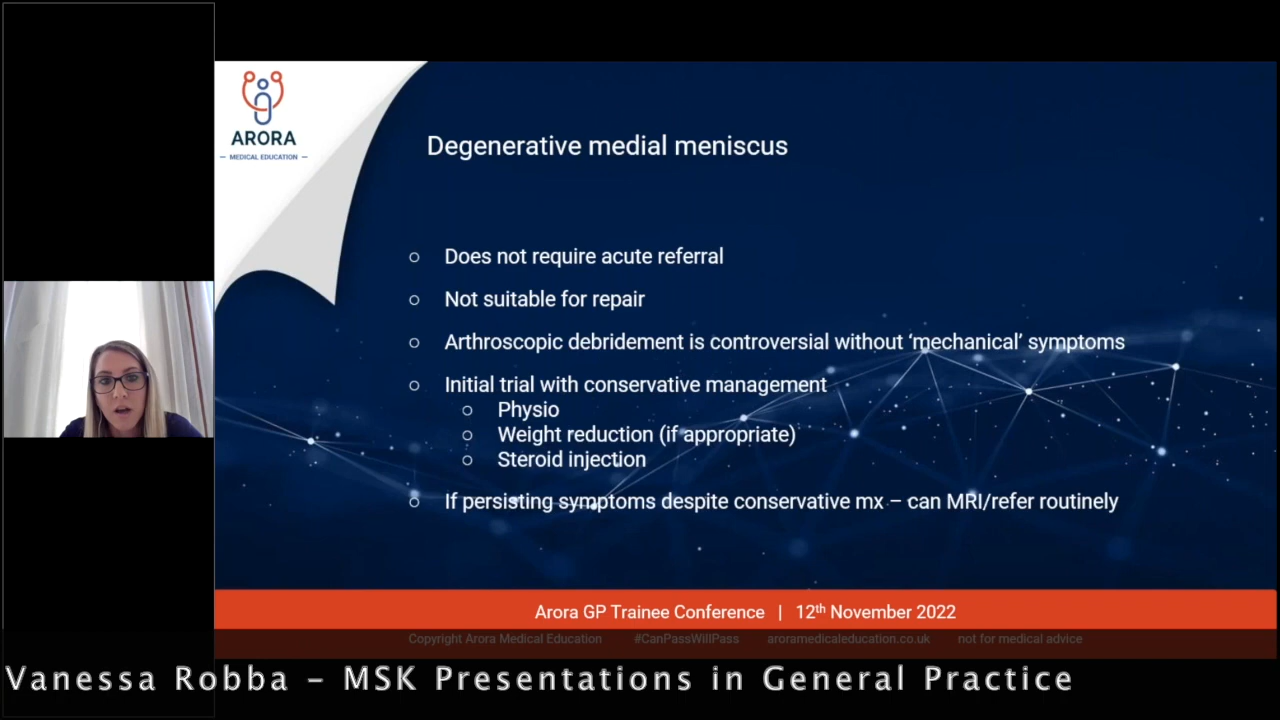 ARORA
MEDICAL EDUCATION
Degenerative medial meniscus
Does not require acute referral
Not suitable for repair
Arthroscopic debridement is controversial without ‘mechanical’ symptoms
Initial trial with conservative management
Physio
Weight reduction (if appropriate)
Steroid injection
If persisting symptoms despite conservative mx – can MRI/refer routinely
Arora GP Trainee Conference | 12th November 2022
Copyright Arora Medical Education #CanPassWillPass aroramedicaleducation.co.uk not for medical advice
Vanessa Robba – MSK Presentations in General Practice